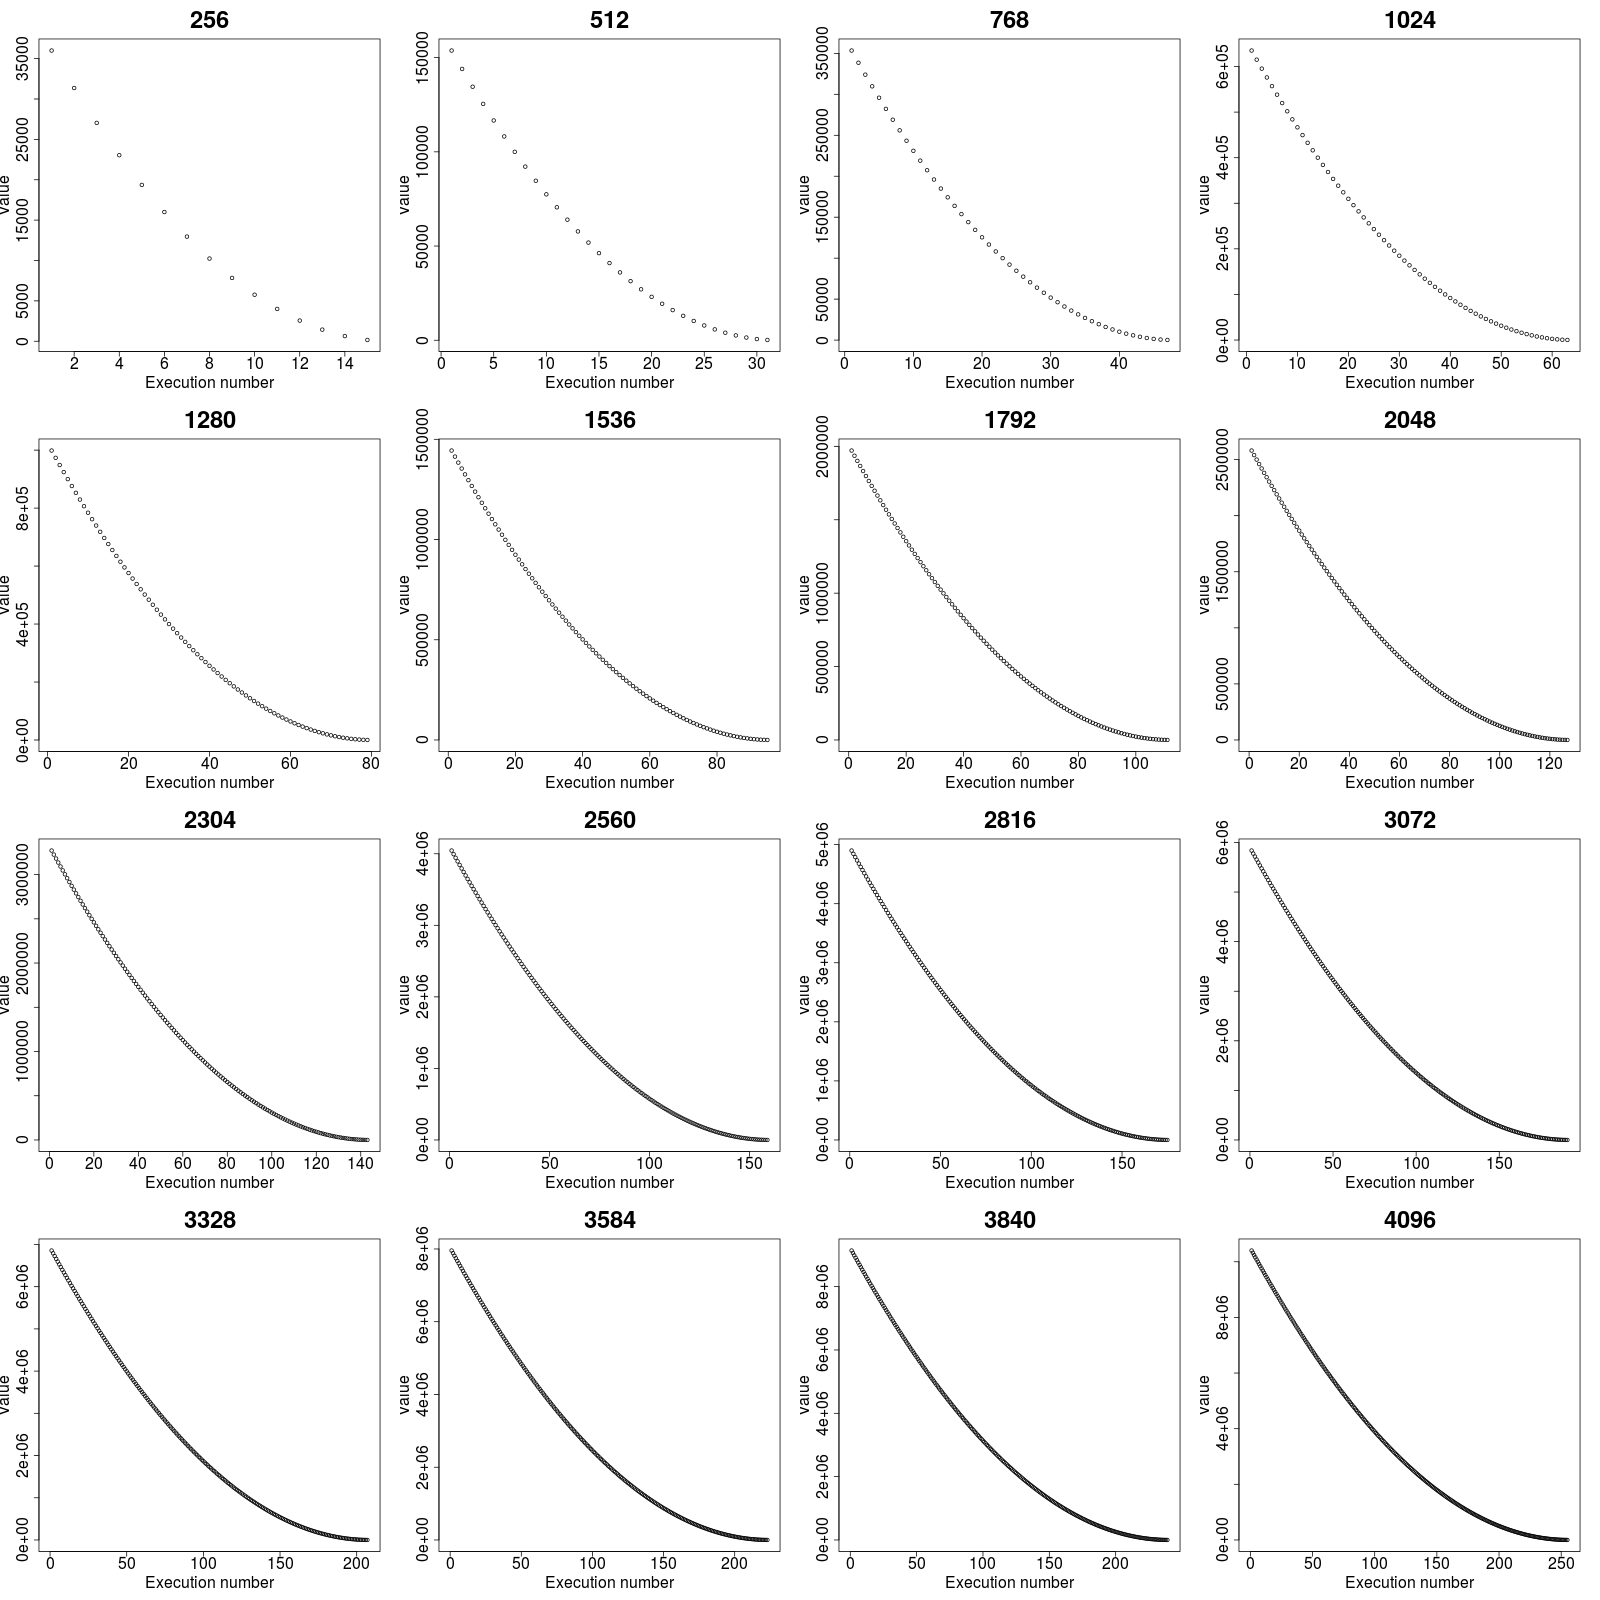 256
value
35000
25000
15000
5000
0
2 4 6 8 10 12 14
Execution number
512
value
150000
100000
50000
0
0 5 10 15 20 25 30
Execution number
768
value
350000
250000
150000
50000
0
0 10 20 30 40
Execution number
1024
value
6e+05
4e+05
2e+05
0e+00
0 10 20 30 40 50 60
Execution number
1280
value
8e+05
4e+05
0e+00
0 20 40 60 80
Execution number
1536
value
1500000
1000000
500000
0
0 20 40 60 80
Execution number
1792
value
2000000
1000000
500000
0
0 20 40 60 80 100
Execution number
2048
value
2500000
1500000
500000
0
0 20 40 60 80 100 120
Execution number
2304
value
3000000
2000000
1000000
0
0 20 40 60 80 100 120 140
Execution number
2560
value
4e+06
3e+06
2e+06
1e+06
0e+00
0 50 100 150
Execution number
2816
value
5e+06
4e+06
3e+06
2e+06
1e+06
0e+00
0 50 100 150
Execution number
3072
value
6e+06
4e+06
2e+06
0e+00
0 50 100 150
Execution number
3328
value
6e+06
4e+06
2e+06
0e+00
0 50 100 150 200
Execution number
3584
value
8e+06
6e+06
4e+06
2e+06
0e+00
0 50 100 150 200
Execution number
3840
value
8e+06
6e+06
4e+06
2e+06
0e+00
0 50 100 150 200
Execution number
4096
value
8e+06
4e+06
0e+00
0 50 100 150 200 250
Execution number